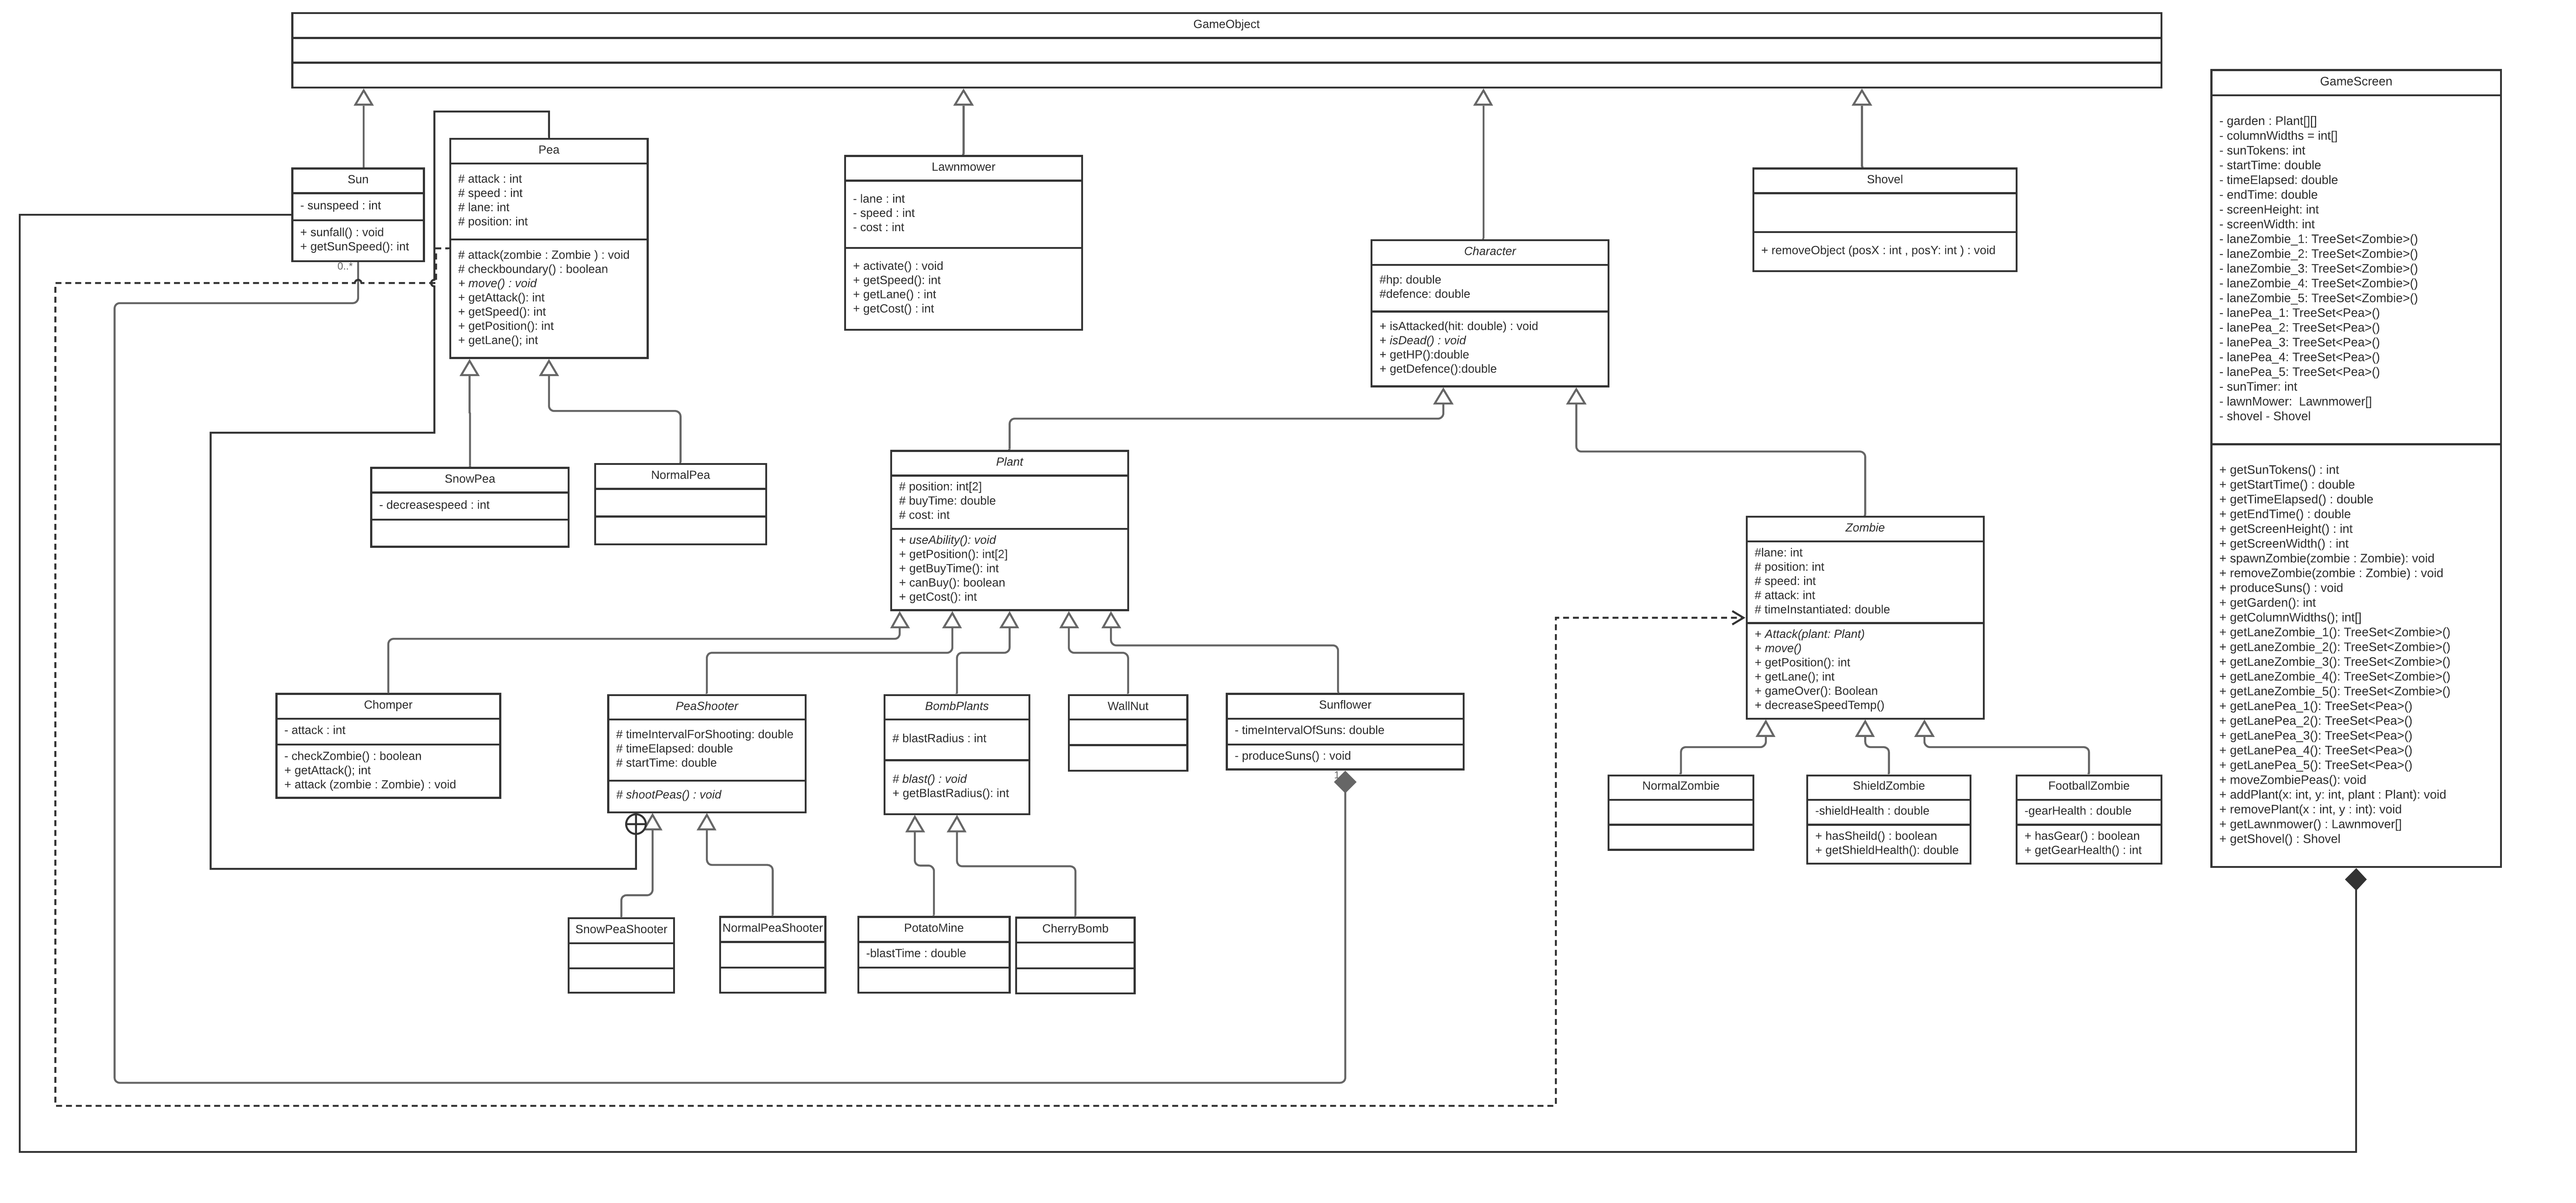 GameObject
Sun
- sunspeed : int
+ sunfall() : void
+ getSunSpeed(): int
0..*
Pea
# attack : int
# speed : int
# lane: int
# position: int
# attack(zombie : Zombie ) : void
# checkboundary() : boolean
+ move() : void
+ getAttack(): int
+ getSpeed(): int
+ getPosition(): int
+ getLane(); int
Lawnmower
- lane : int
- speed : int
- cost : int
+ activate() : void
+ getSpeed(): int
+ getLane() : int
+ getCost() : int
Character
#hp: double
#defence: double
+ isAttacked(hit: double) : void
+ isDead() : void
+ getHP():double
+ getDefence():double
Shovel
+ removeObject (posX : int , posY: int ) : void
GameScreen
- garden : Plant[][]
- columnWidths = int[]
- sunTokens: int
- startTime: double
- timeElapsed: double
- endTime: double
- screenHeight: int
- screenWidth: int
- laneZombie_1: TreeSet<Zombie>()
- laneZombie_2: TreeSet<Zombie>()
- laneZombie_3: TreeSet<Zombie>()
- laneZombie_4: TreeSet<Zombie>()
- laneZombie_5: TreeSet<Zombie>()
- lanePea_1: TreeSet<Pea>()
- lanePea_2: TreeSet<Pea>()
- lanePea_3: TreeSet<Pea>()
- lanePea_4: TreeSet<Pea>()
- lanePea_5: TreeSet<Pea>()
- sunTimer: int
- lawnMower:  Lawnmower[]
- shovel - Shovel
+ getSunTokens() : int
+ getStartTime() : double
+ getTimeElapsed() : double
+ getEndTime() : double
+ getScreenHeight() : int
+ getScreenWidth() : int
+ spawnZombie(zombie : Zombie): void
+ removeZombie(zombie : Zombie) : void
+ produceSuns() : void
+ getGarden(): int
+ getColumnWidths(); int[]
+ getLaneZombie_1(): TreeSet<Zombie>()
+ getLaneZombie_2(): TreeSet<Zombie>()
+ getLaneZombie_3(): TreeSet<Zombie>()
+ getLaneZombie_4(): TreeSet<Zombie>()
+ getLaneZombie_5(): TreeSet<Zombie>()
+ getLanePea_1(): TreeSet<Pea>()
+ getLanePea_2(): TreeSet<Pea>()
+ getLanePea_3(): TreeSet<Pea>()
+ getLanePea_4(): TreeSet<Pea>()
+ getLanePea_5(): TreeSet<Pea>()
+ moveZombiePeas(): void
+ addPlant(x: int, y: int, plant : Plant): void
+ removePlant(x : int, y : int): void
+ getLawnmower() : Lawnmover[]
+ getShovel() : Shovel
SnowPea
- decreasespeed : int
NormalPea
Plant
# position: int[2]
# buyTime: double
# cost: int
+ useAbility(): void
+ getPosition(): int[2]
+ getBuyTime(): int
+ canBuy(): boolean
+ getCost(): int
Zombie
#lane: int
# position: int
# speed: int
# attack: int
# timeInstantiated: double
+ Attack(plant: Plant)
+ move()
+ getPosition(): int
+ getLane(); int
+ gameOver(): Boolean
+ decreaseSpeedTemp()
Chomper
- attack : int
- checkZombie() : boolean
+ getAttack(); int
+ attack (zombie : Zombie) : void
PeaShooter
# timeIntervalForShooting: double
# timeElapsed: double
# startTime: double
# shootPeas() : void
BombPlants
# blastRadius : int
# blast() : void
+ getBlastRadius(): int
WallNut
Sunflower
- timeIntervalOfSuns: double
- produceSuns() : void
1
NormalZombie
ShieldZombie
-shieldHealth : double
+ hasSheild() : boolean
+ getShieldHealth(): double
FootballZombie
-gearHealth : double
+ hasGear() : boolean
+ getGearHealth() : int
SnowPeaShooter
NormalPeaShooter
PotatoMine
-blastTime : double
CherryBomb